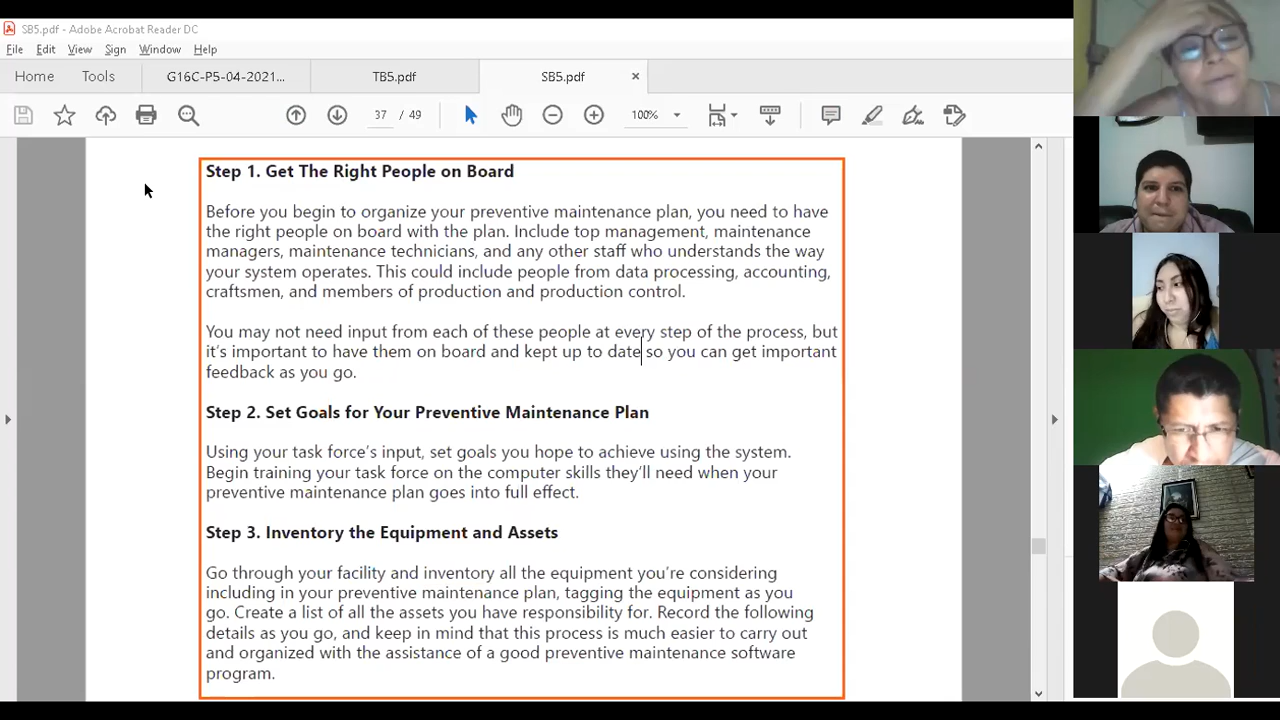 SB5.pdf - Adobe Acrobat Reader DC
File Edit View Sign Window Help
Home Tools G16C-P5-04-2021... TB5.pdf SB5.pdf ×
37 / 49 100%
Step 1. Get The Right People on Board
Before you begin to organize your preventive maintenance plan, you need to have
the right people on board with the plan. Include top management, maintenance
managers, maintenance technicians, and any other staff who understands the way
your system operates. This could include people from data processing, accounting,
craftsmen, and members of production and production control.
You may not need input from each of these people at every step of the process, but
it's important to have them on board and kept up to date so you can get important
feedback as you go.
Step 2. Set Goals for Your Preventive Maintenance Plan
Using your task force's input, set goals you hope to achieve using the system.
Begin training your task force on the computer skills they'll need when your
preventive maintenance plan goes into full effect.
Step 3. Inventory the Equipment and Assets
Go through your facility and inventory all the equipment you're considering
including in your preventive maintenance plan, tagging the equipment as you
go. Create a list of all the assets you have responsibility for. Record the following
details as you go, and keep in mind that this process is much easier to carry out
and organized with the assistance of a good preventive maintenance software
program.